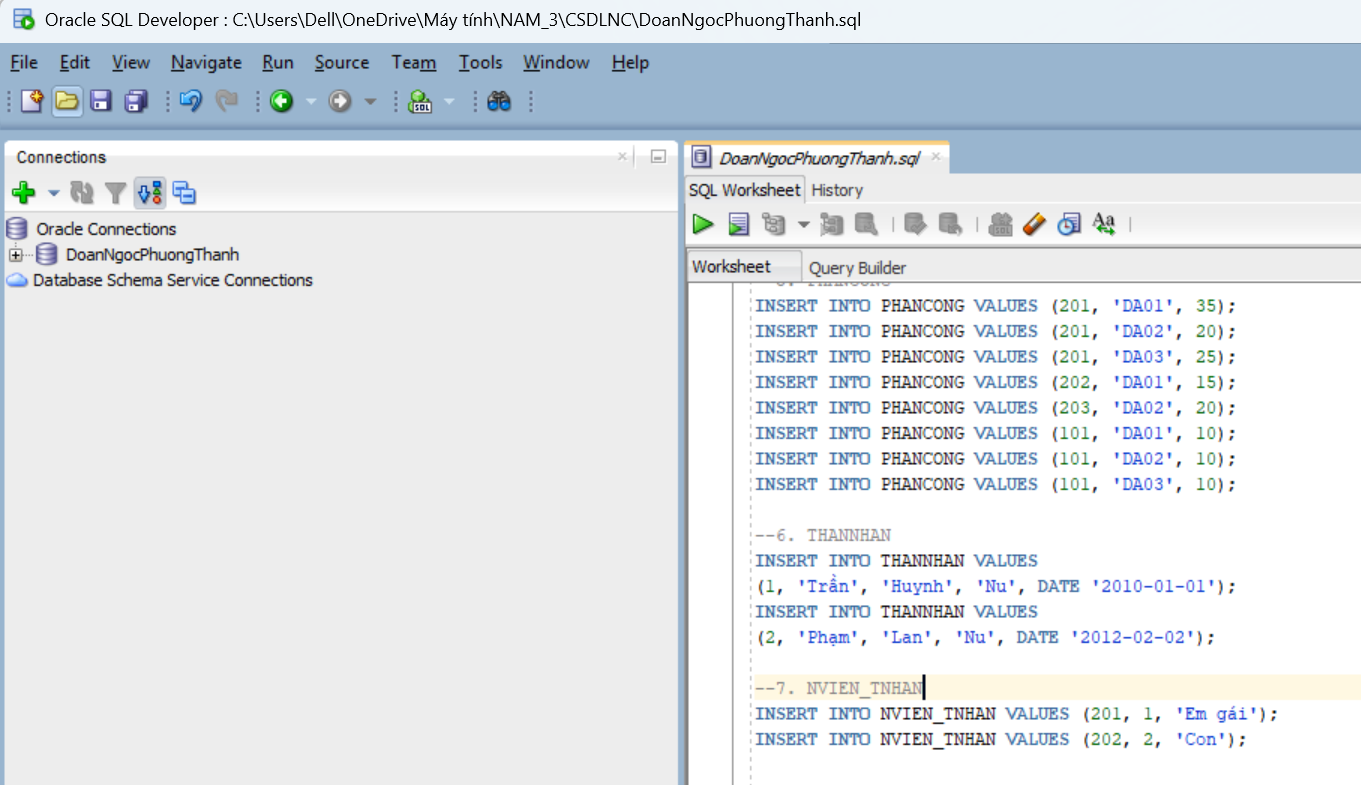 Oracle SQL Developer : C:\Users\Dell\OneDrive\Máy tính\NAM_3\CSDLNC\DoanNgocPhuongThanh.sql
File Edit View Navigate Run Source Team Tools Window Help
Connections
Oracle Connections
DoanNgocPhuongThanh
Database Schema Service Connections
DoanNgocPhuongThanh.sql
SQL Worksheet History
Worksheet Query Builder
INSERT INTO PHANCONG VALUES (201, 'DA01', 35);
INSERT INTO PHANCONG VALUES (201, 'DA02', 20);
INSERT INTO PHANCONG VALUES (201, 'DA03', 25);
INSERT INTO PHANCONG VALUES (202, 'DA01', 15);
INSERT INTO PHANCONG VALUES (203, 'DA02', 20);
INSERT INTO PHANCONG VALUES (101, 'DA01', 10);
INSERT INTO PHANCONG VALUES (101, 'DA02', 10);
INSERT INTO PHANCONG VALUES (101, 'DA03', 10);
--6. THANNHAN
INSERT INTO THANNHAN VALUES
(1, 'Trần', 'Huynh', 'Nu', DATE '2010-01-01');
INSERT INTO THANNHAN VALUES
(2, 'Phạm', 'Lan', 'Nu', DATE '2012-02-02');
--7. NVIEN_TNHAN
INSERT INTO NVIEN_TNHAN VALUES (201, 1, 'Em gái');
INSERT INTO NVIEN_TNHAN VALUES (202, 2, 'Con');